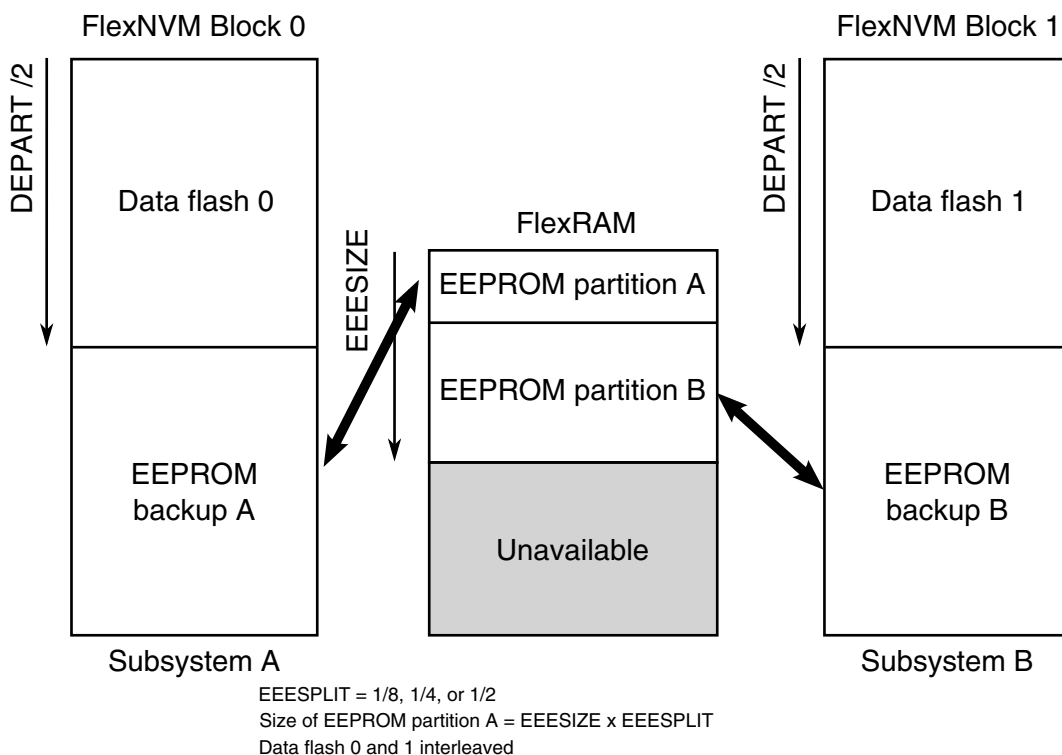 FlexNVM Block 0
FlexNVM Block 1
DEPART /2
Data flash 0
DEPART /2
Data flash 1
FlexRAM
EEESIZE
EEPROM partition A
EEPROM partition B
EEPROM
backup A
EEPROM
backup B
Unavailable
Subsystem A
Subsystem B
EEESPLIT = 1/8, 1/4, or 1/2
Size of EEPROM partition A = EEESIZE x EEESPLIT
Data flash 0 and 1 interleaved